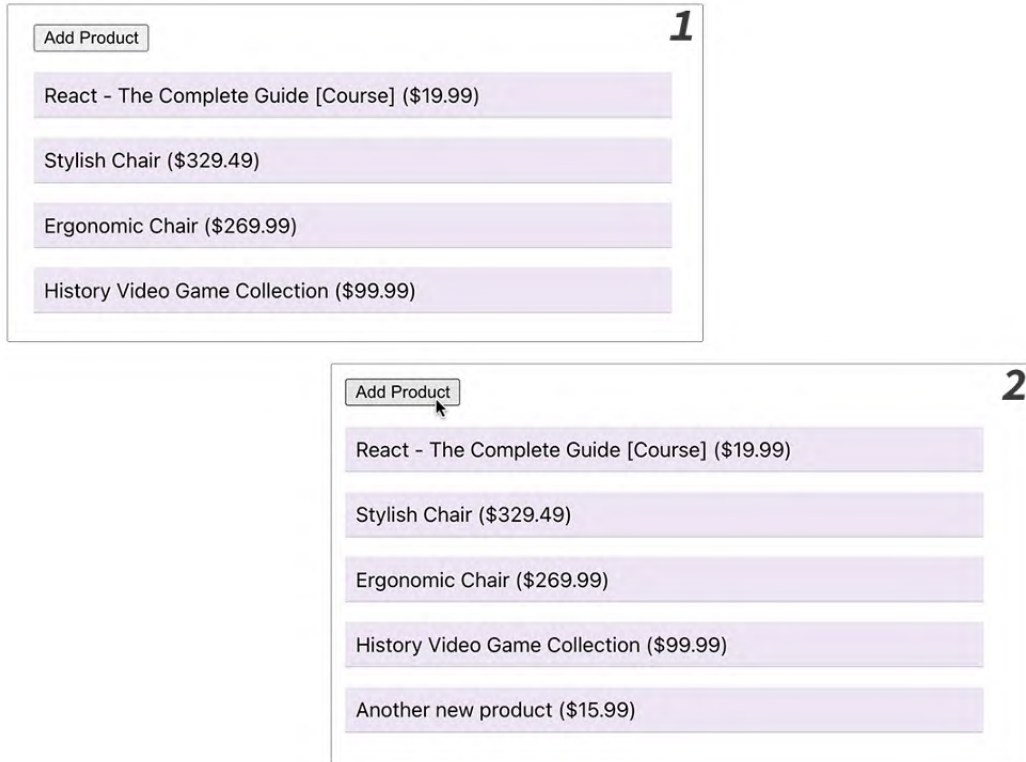 1
Add Product
React - The Complete Guide [Course] ($19.99)
Stylish Chair ($329.49)
Ergonomic Chair ($269.99)
History Video Game Collection ($99.99)
2
Add Product
React - The Complete Guide [Course] ($19.99)
Stylish Chair ($329.49)
Ergonomic Chair ($269.99)
History Video Game Collection ($99.99)
Another new product ($15.99)